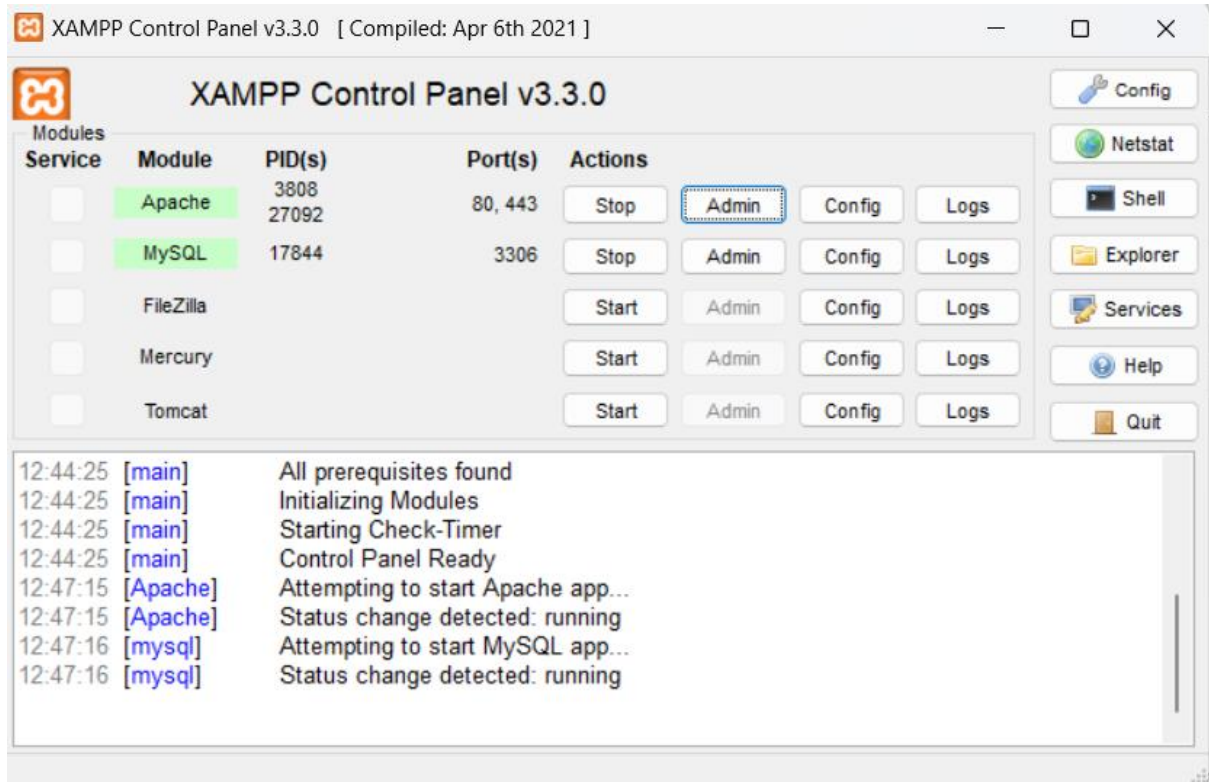 XAMPP Control Panel v3.3.0 [ Compiled: Apr 6th 2021 ]
XAMPP Control Panel v3.3.0
Config
Modules
Netstat
Service Module PID(s) Port(s) Actions
Apache 3808 27092 80, 443 Stop Admin Config Logs
Shell
MySQL 17844 3306 Stop Admin Config Logs
Explorer
FileZilla Start Admin Config Logs
Services
Mercury Start Admin Config Logs
Help
Tomcat Start Admin Config Logs
Quit
12:44:25 [main] All prerequisites found
12:44:25 [main] Initializing Modules
12:44:25 [main] Starting Check-Timer
12:44:25 [main] Control Panel Ready
12:47:15 [Apache] Attempting to start Apache app...
12:47:15 [Apache] Status change detected: running
12:47:16 [mysql] Attempting to start MySQL app...
12:47:16 [mysql] Status change detected: running